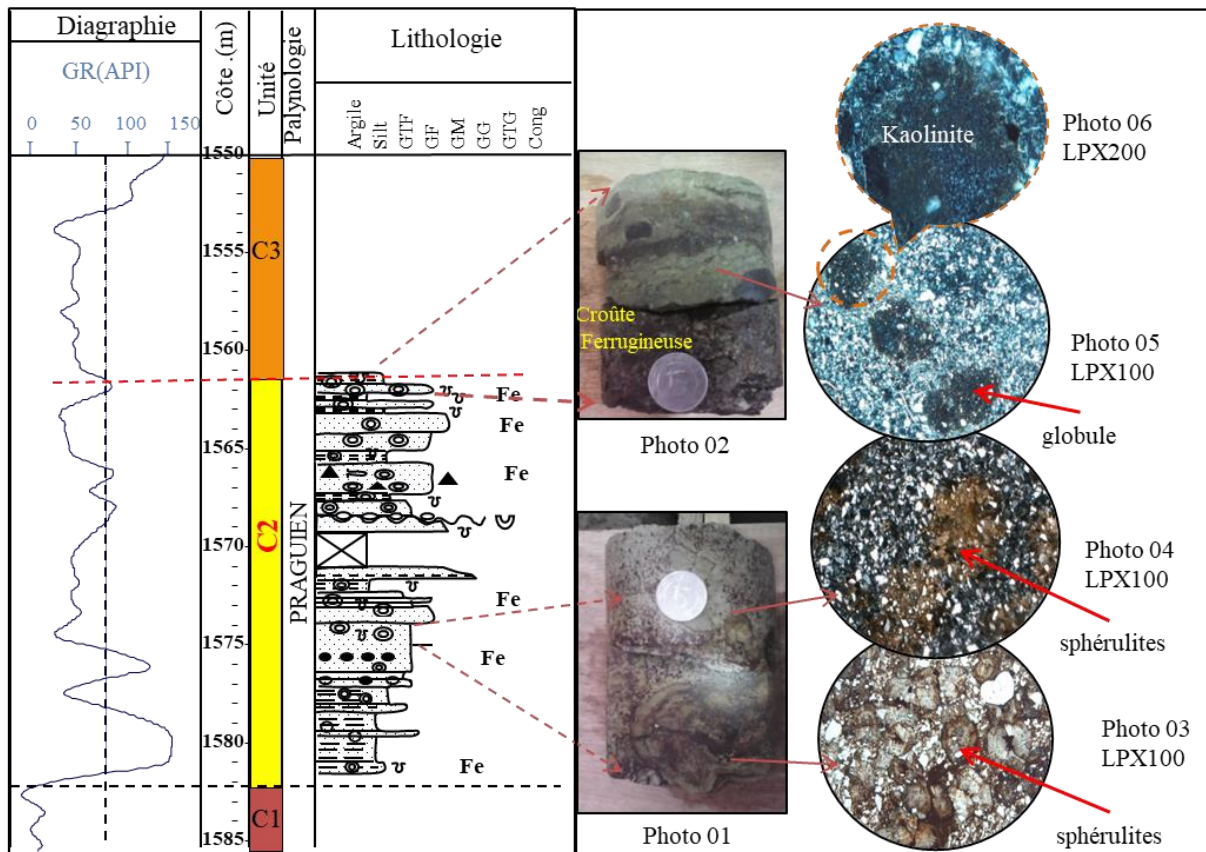 Diagraphie
GR(API)
0 50 100 150
Côte .(m)
Unité
Palynologie
Lithologie
Argile
Silt
GTF
GF
GM
GG
GTG
Cong
1550
1555
1560
1565
1570
1575
1580
1585
C3
C2
C1
PRAGUIEN
Fe
Fe
Fe
Fe
Fe
Fe
Croûte
Ferrugineuse
Photo 02
Photo 01
Kaolinite
Photo 06
LPX200
Photo 05
LPX100
globule
Photo 04
LPX100
sphérulites
Photo 03
LPX100
sphérulites